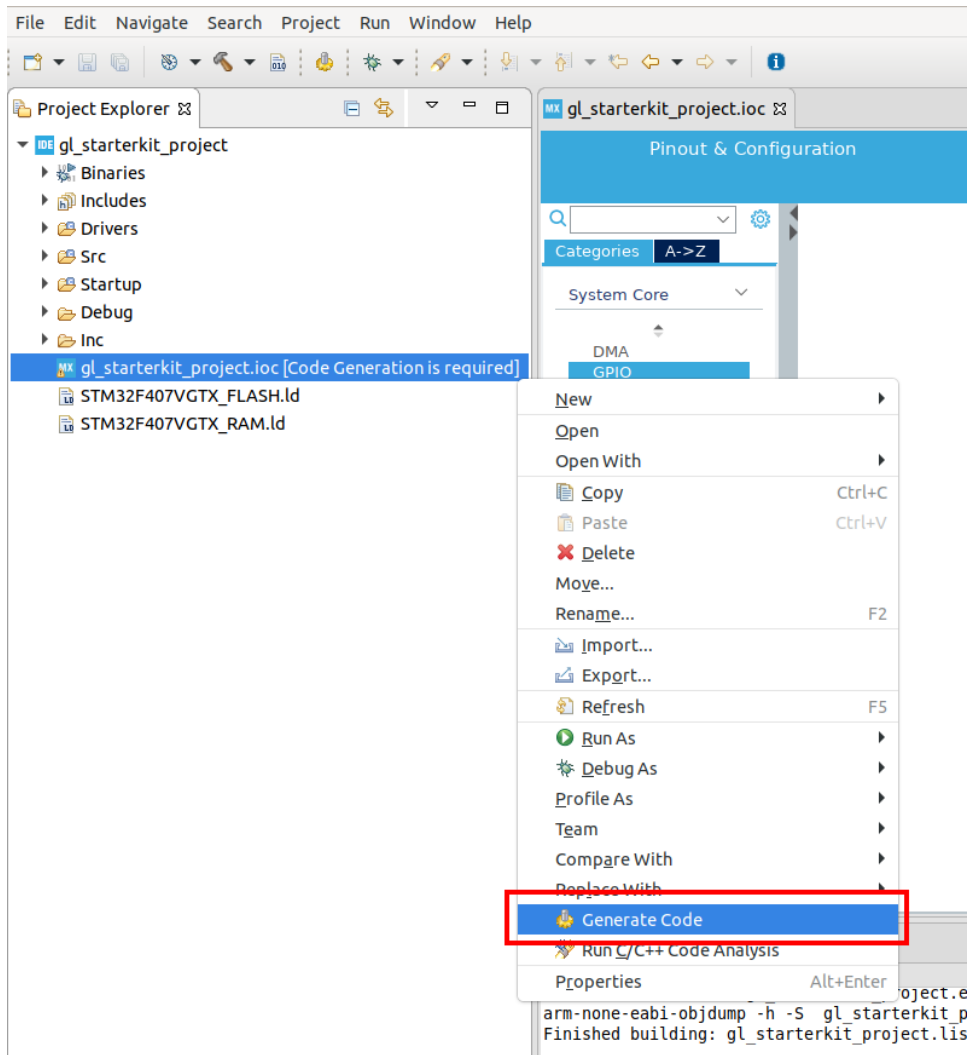 File Edit Navigate Search Project Run Window Help
Project Explorer
IDE gl_starterkit_project
Binaries
Includes
Drivers
Src
Startup
Debug
Inc
MX gl_starterkit_project.ioc [Code Generation is required]
STM32F407VGTX_FLASH.ld
STM32F407VGTX_RAM.ld
MX gl_starterkit_project.ioc
Pinout & Configuration
Categories A->Z
System Core
DMA
GPIO
New
Open
Open With
Copy Ctrl+C
Paste Ctrl+V
Delete
Move...
Rename... F2
Import...
Export...
Refresh F5
Run As
Debug As
Profile As
Team
Compare With
Replace With
Generate Code
Run C/C++ Code Analysis
Properties Alt+Enter
oject.e
arm-none-eabi-objdump -h -S gl_starterkit_p
Finished building: gl_starterkit_project.lis